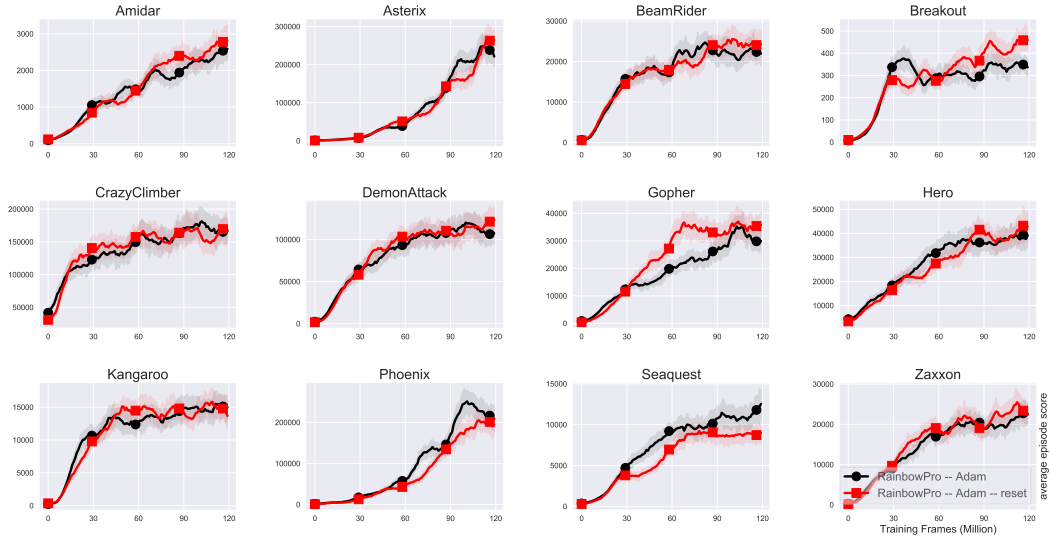 Amidar Asterix BeamRider Breakout
3000 2000 1000 0
0 30 60 90 120
300000 200000 100000 0
0 30 60 90 120
30000 20000 10000 0
0 30 60 90 120
500 400 300 200 100 0
0 30 60 90 120
CrazyClimber DemonAttack Gopher Hero
200000 150000 100000 50000
0 30 60 90 120
100000 50000 0
0 30 60 90 120
40000 30000 20000 10000 0
0 30 60 90 120
50000 40000 30000 20000 10000
0 30 60 90 120
Kangaroo Phoenix Seaquest Zaxxon
15000 10000 5000 0
0 30 60 90 120
200000 100000 0
0 30 60 90 120
15000 10000 5000 0
0 30 60 90 120
30000 20000 10000 0
0 30 60 90 120
RainbowPro -- Adam
RainbowPro -- Adam -- reset
Training Frames (Million)
average episode score